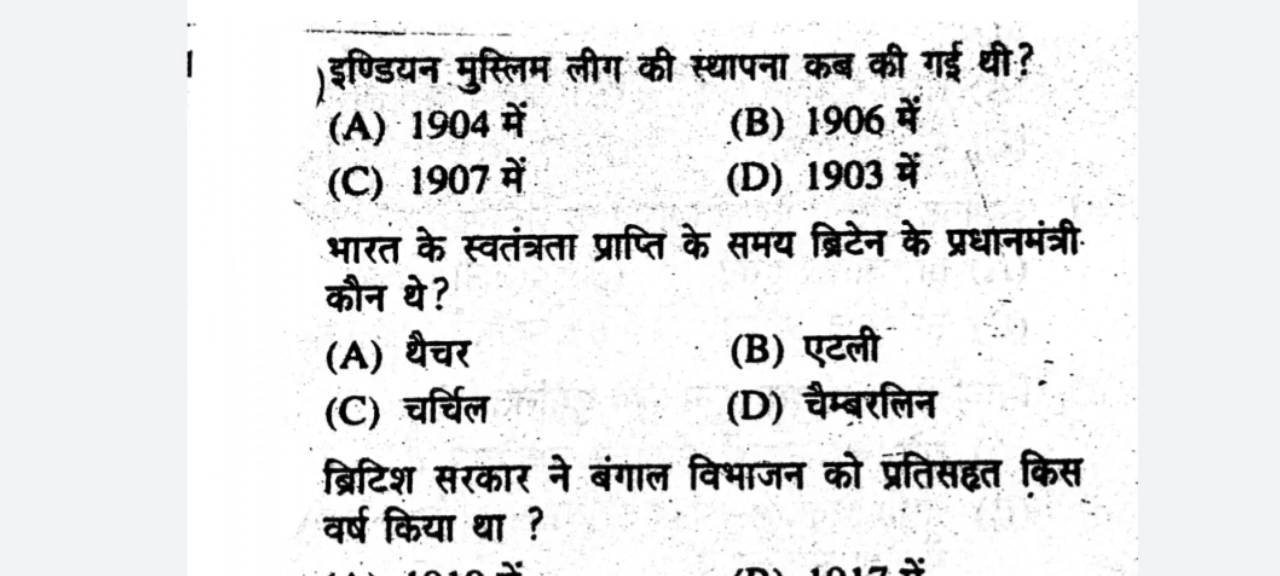 इण्डियन मुस्लिम लीग की स्थापना कब की गई थी?
(A) 1904 में (B) 1906 में
(C) 1907 में (D) 1903 में
भारत के स्वतंत्रता प्राप्ति के समय ब्रिटेन के प्रधानमंत्री
कौन थे?
(A) थैचर (B) एटली
(C) चर्चिल (D) चैम्बरलिन
ब्रिटिश सरकार ने बंगाल विभाजन को प्रतिसहृत किस
वर्ष किया था ?